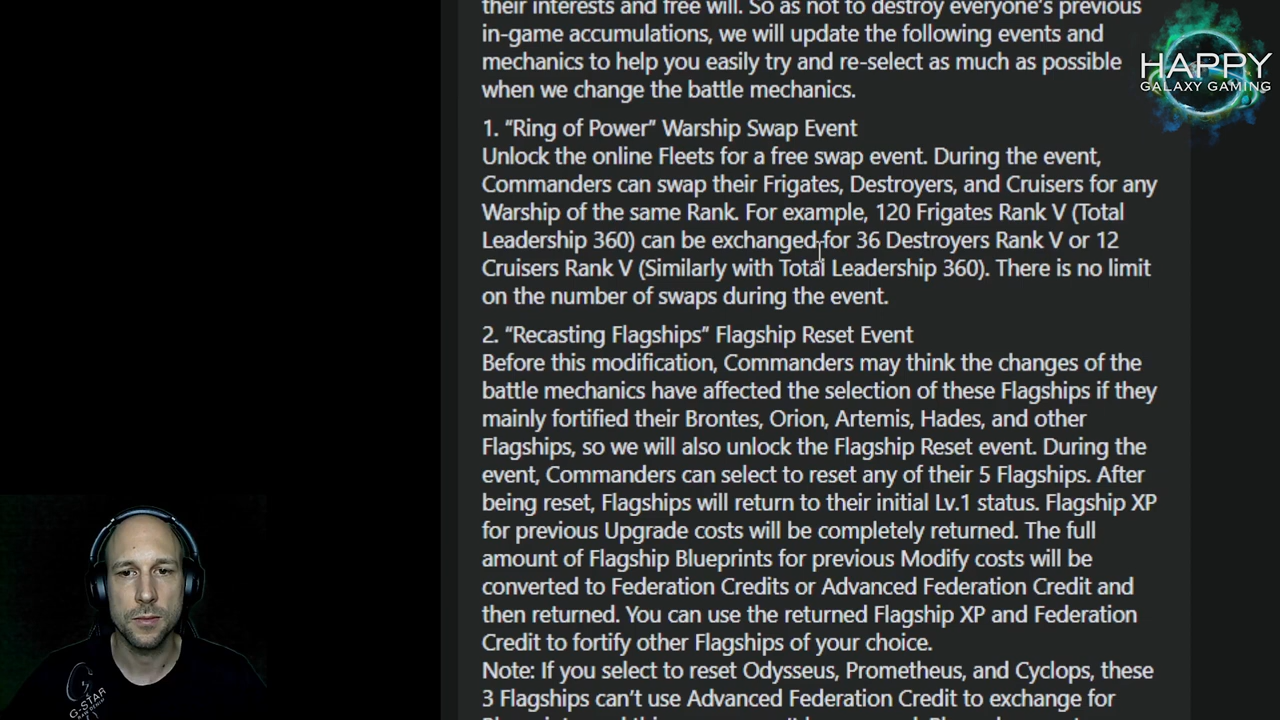 their interests and free will. So as not to destroy everyone's previous
in-game accumulations, we will update the following events and
mechanics to help you easily try and re-select as much as possible
when we change the battle mechanics.
1. “Ring of Power” Warship Swap Event
Unlock the online Fleets for a free swap event. During the event,
Commanders can swap their Frigates, Destroyers, and Cruisers for any
Warship of the same Rank. For example, 120 Frigates Rank V (Total
Leadership 360) can be exchanged for 36 Destroyers Rank V or 12
Cruisers Rank V (Similarly with Total Leadership 360). There is no limit
on the number of swaps during the event.
2. “Recasting Flagships” Flagship Reset Event
Before this modification, Commanders may think the changes of the
battle mechanics have affected the selection of these Flagships if they
mainly fortified their Brontes, Orion, Artemis, Hades, and other
Flagships, so we will also unlock the Flagship Reset event. During the
event, Commanders can select to reset any of their 5 Flagships. After
being reset, Flagships will return to their initial Lv.1 status. Flagship XP
for previous Upgrade costs will be completely returned. The full
amount of Flagship Blueprints for previous Modify costs will be
converted to Federation Credits or Advanced Federation Credit and
then returned. You can use the returned Flagship XP and Federation
Credit to fortify other Flagships of your choice.
Note: If you select to reset Odysseus, Prometheus, and Cyclops, these
3 Flagships can't use Advanced Federation Credit to exchange for
HAPPY
GALAXY GAMING
G-STAR